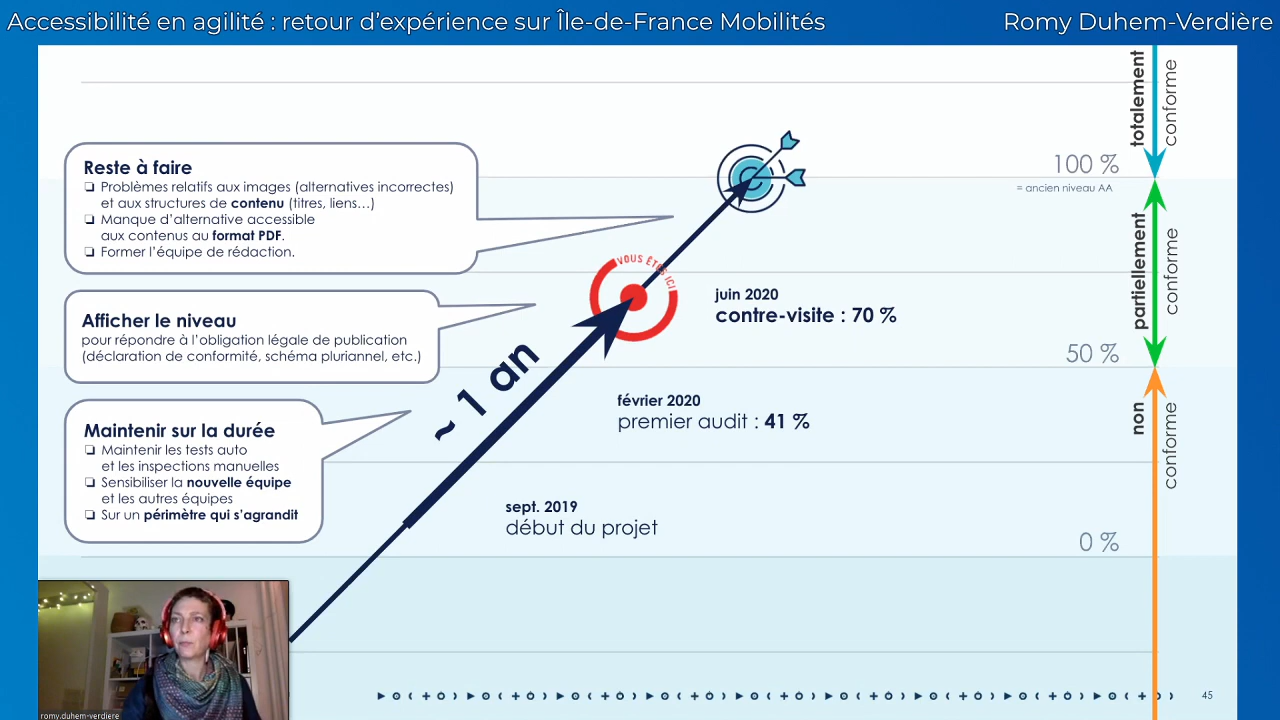 Accessibilité en agilité : retour d’expérience sur Île-de-France Mobilités
Romy Duhem-Verdière
Reste à faire
❏ Problèmes relatifs aux images (alternatives incorrectes)
et aux structures de contenu (titres, liens…)
❏ Manque d’alternative accessible
aux contenus au format PDF.
❏ Former l’équipe de rédaction.
Afficher le niveau
pour répondre à l’obligation légale de publication
(déclaration de conformité, schéma pluriannel, etc.)
Maintenir sur la durée
❏ Maintenir les tests auto
et les inspections manuelles
❏ Sensibiliser la nouvelle équipe
et les autres équipes
❏ Sur un périmètre qui s’agrandit
~ 1 an
VOUS ÊTES ICI
juin 2020
contre-visite : 70 %
février 2020
premier audit : 41 %
sept. 2019
début du projet
100 %
= ancien niveau AA
50 %
0 %
totalement
conforme
partiellement
conforme
non
conforme
romy.duhem-verdiere
45